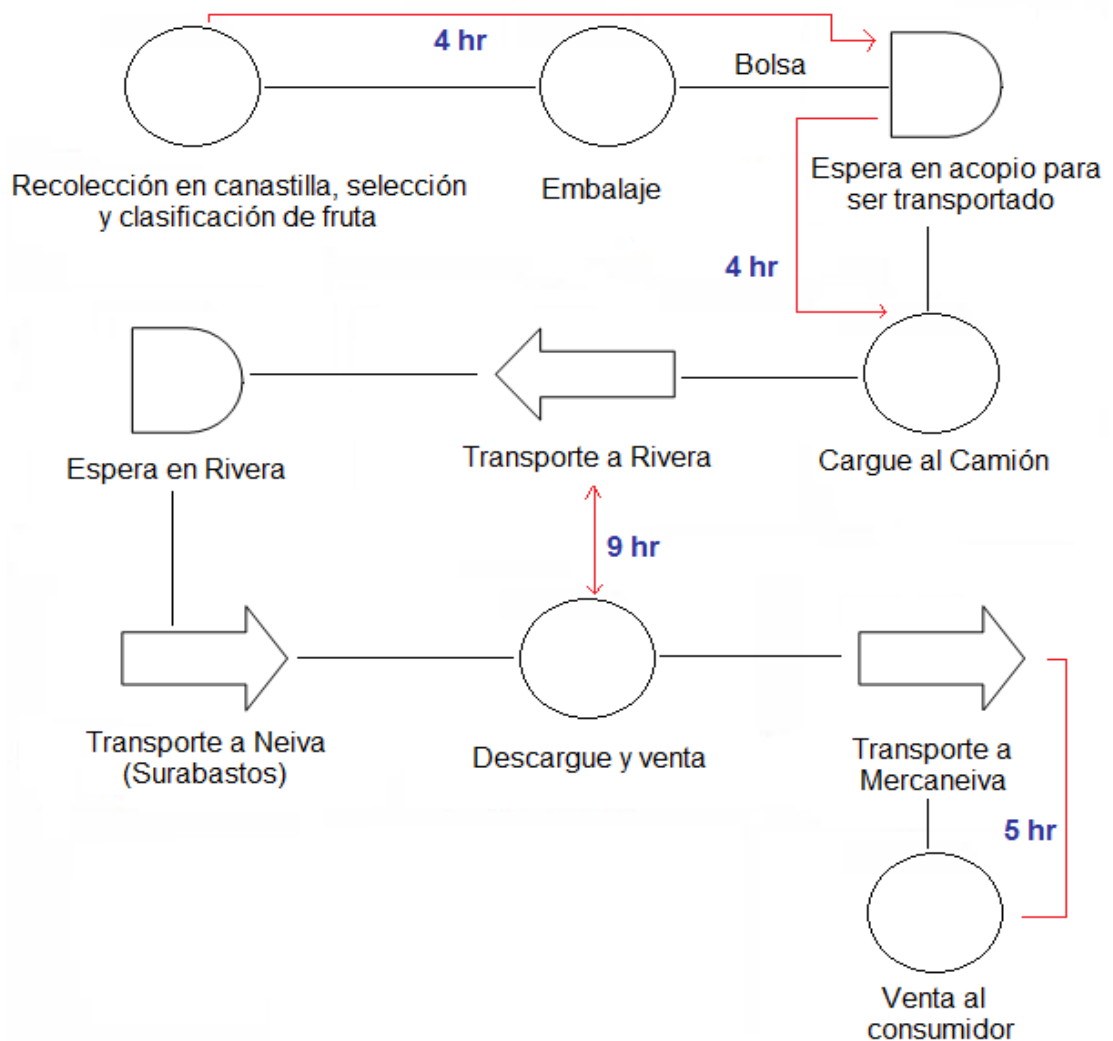 4 hr
Bolsa
Recolección en canastilla, selección
y clasificación de fruta
Embalaje
Espera en acopio para
ser transportado
4 hr
Espera en Rivera
Transporte a Rivera
Cargue al Camión
9 hr
Transporte a Neiva
(Surabastos)
Descargue y venta
Transporte a
Mercaneiva
5 hr
Venta al
consumidor